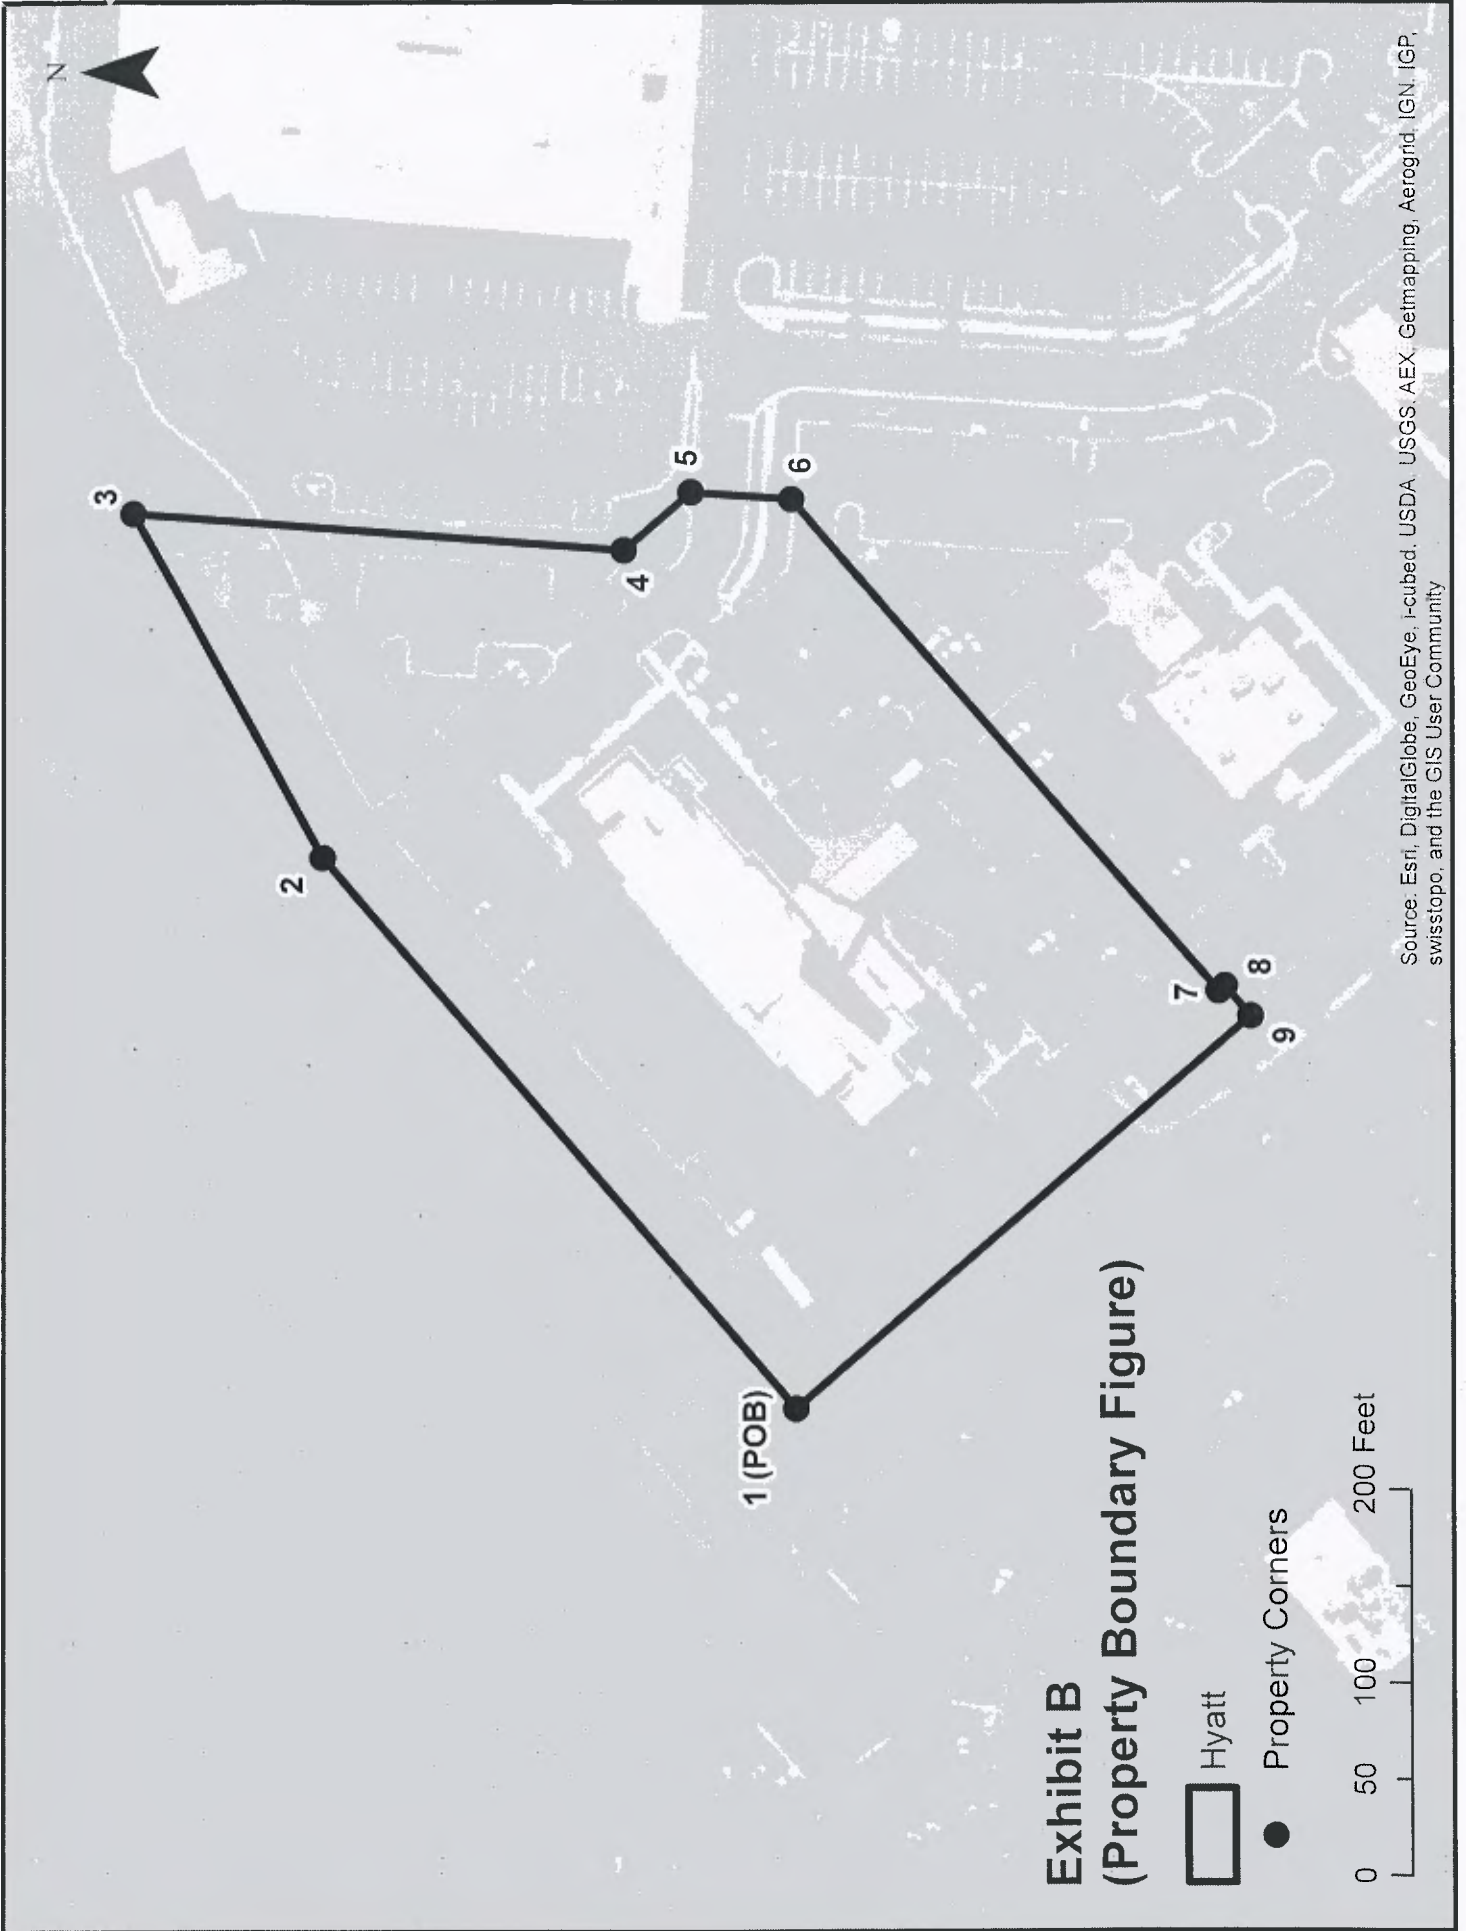 N
3
2
5
4
6
1 (POB)
7
8
9
Exhibit B
(Property Boundary Figure)
Hyatt
Property Corners
0 50 100 200 Feet
Source: Esri, DigitalGlobe, GeoEye, i-cubed, USDA, USGS, AEX, Getmapping, Aerogrid, IGN, IGP,
swisstopo, and the GIS User Community